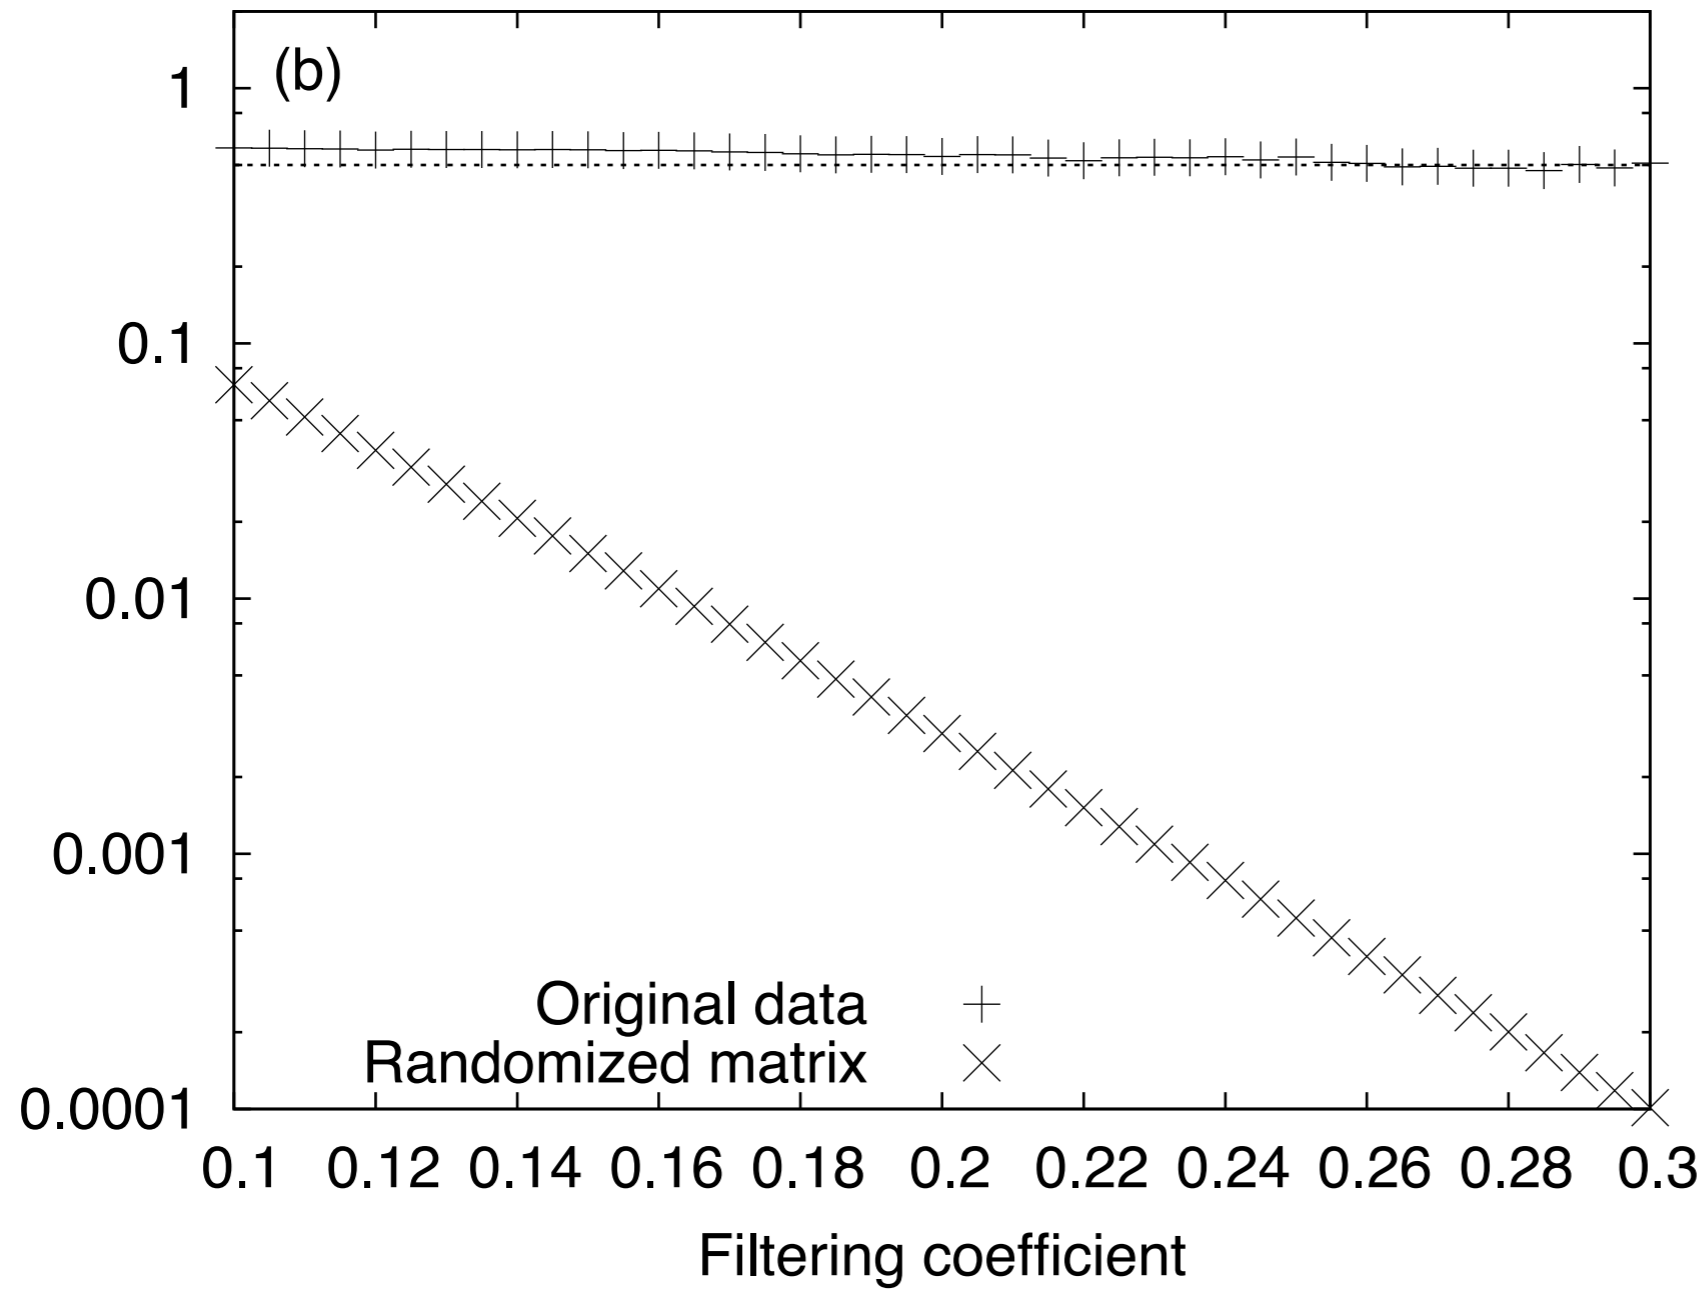 (b)
1
0.1
0.01
0.001
0.0001
Original data
Randomized matrix
0.1 0.12 0.14 0.16 0.18 0.2 0.22 0.24 0.26 0.28 0.3
Filtering coefficient